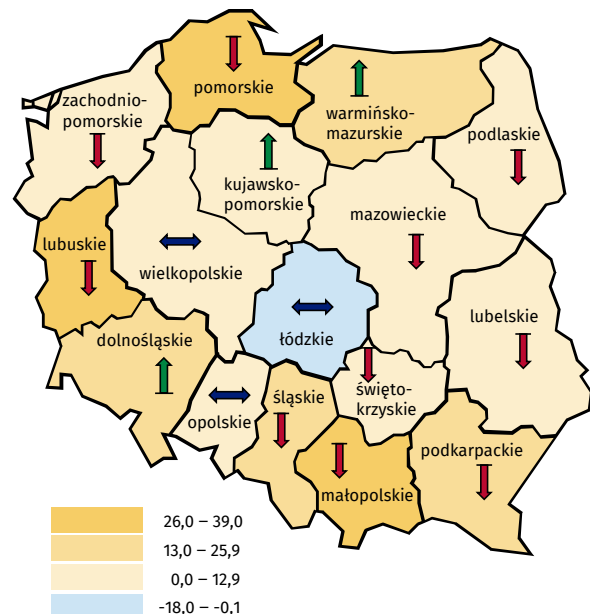 pomorskie
zachodnio-
pomorskie
warmińsko-
mazurskie
podlaskie
kujawsko-
pomorskie
mazowieckie
lubuskie
wielkopolskie
łódzkie
lubelskie
dolnośląskie
opolskie
śląskie
święto-
krzyskie
małopolskie
podkarpackie
26,0 – 39,0
13,0 – 25,9
0,0 – 12,9
-18,0 – -0,1